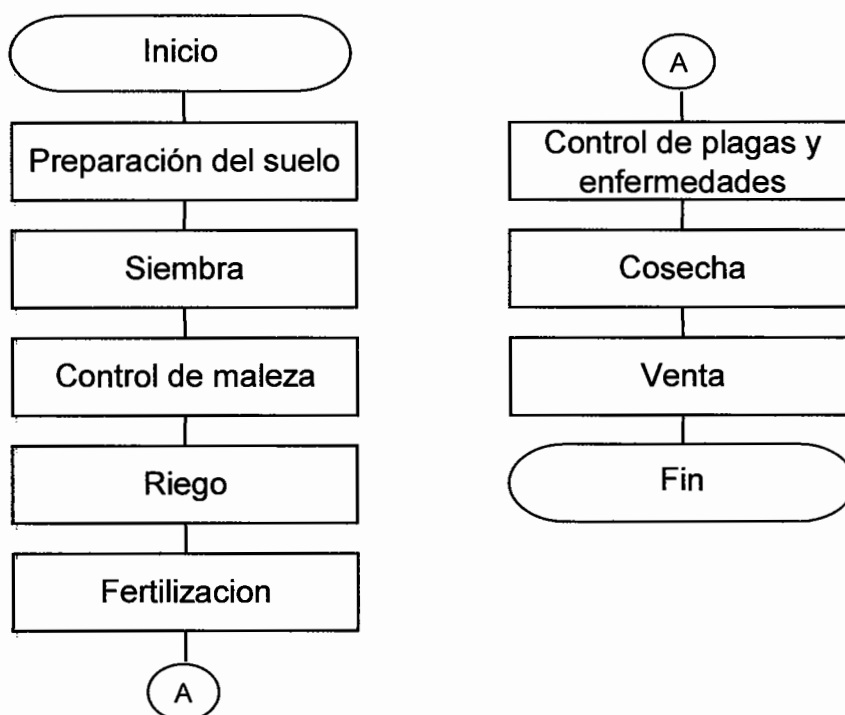 Inicio
Preparación del suelo
Siembra
Control de maleza
Riego
Fertilizacion
A
A
Control de plagas y
enfermedades
Cosecha
Venta
Fin